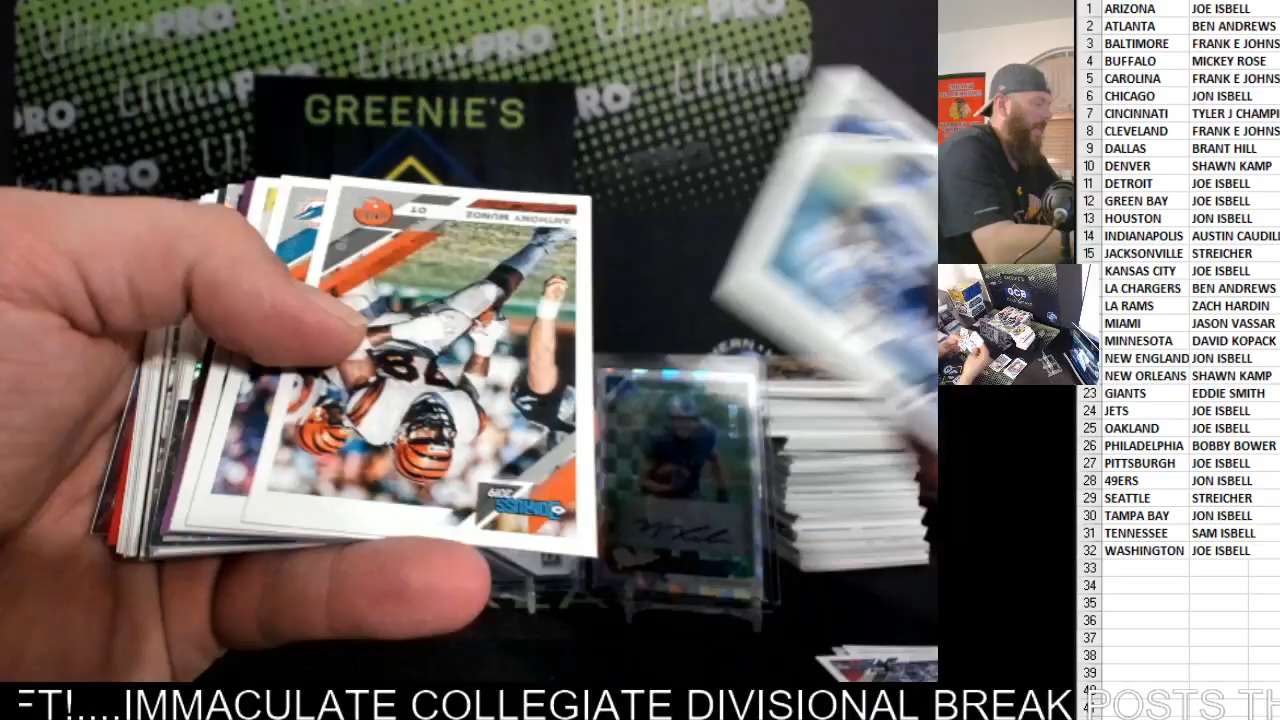 Ultra•PRO
GREENIE'S
ANTHONY MUNOZ
OT
DONRUSS
2019
GCB
1 ARIZONA JOE ISBELL
2 ATLANTA BEN ANDREWS
3 BALTIMORE FRANK E JOHNS
4 BUFFALO MICKEY ROSE
5 CAROLINA FRANK E JOHNS
6 CHICAGO JON ISBELL
7 CINCINNATI TYLER J CHAMPI
8 CLEVELAND FRANK E JOHNS
9 DALLAS BRANT HILL
10 DENVER SHAWN KAMP
11 DETROIT JOE ISBELL
12 GREEN BAY JOE ISBELL
13 HOUSTON JON ISBELL
14 INDIANAPOLIS AUSTIN CAUDIL
15 JACKSONVILLE STREICHER
KANSAS CITY JOE ISBELL
LA CHARGERS BEN ANDREWS
LA RAMS ZACH HARDIN
MIAMI JASON VASSAR
MINNESOTA DAVID KOPACK
NEW ENGLAND JON ISBELL
NEW ORLEANS SHAWN KAMP
23 GIANTS EDDIE SMITH
24 JETS JOE ISBELL
25 OAKLAND JOE ISBELL
26 PHILADELPHIA BOBBY BOWER
27 PITTSBURGH JOE ISBELL
28 49ERS JON ISBELL
29 SEATTLE STREICHER
30 TAMPA BAY JON ISBELL
31 TENNESSEE SAM ISBELL
32 WASHINGTON JOE ISBELL
33
34
35
36
37
38
39
ET!....IMMACULATE COLLEGIATE DIVISIONAL BREAK POSTS TH